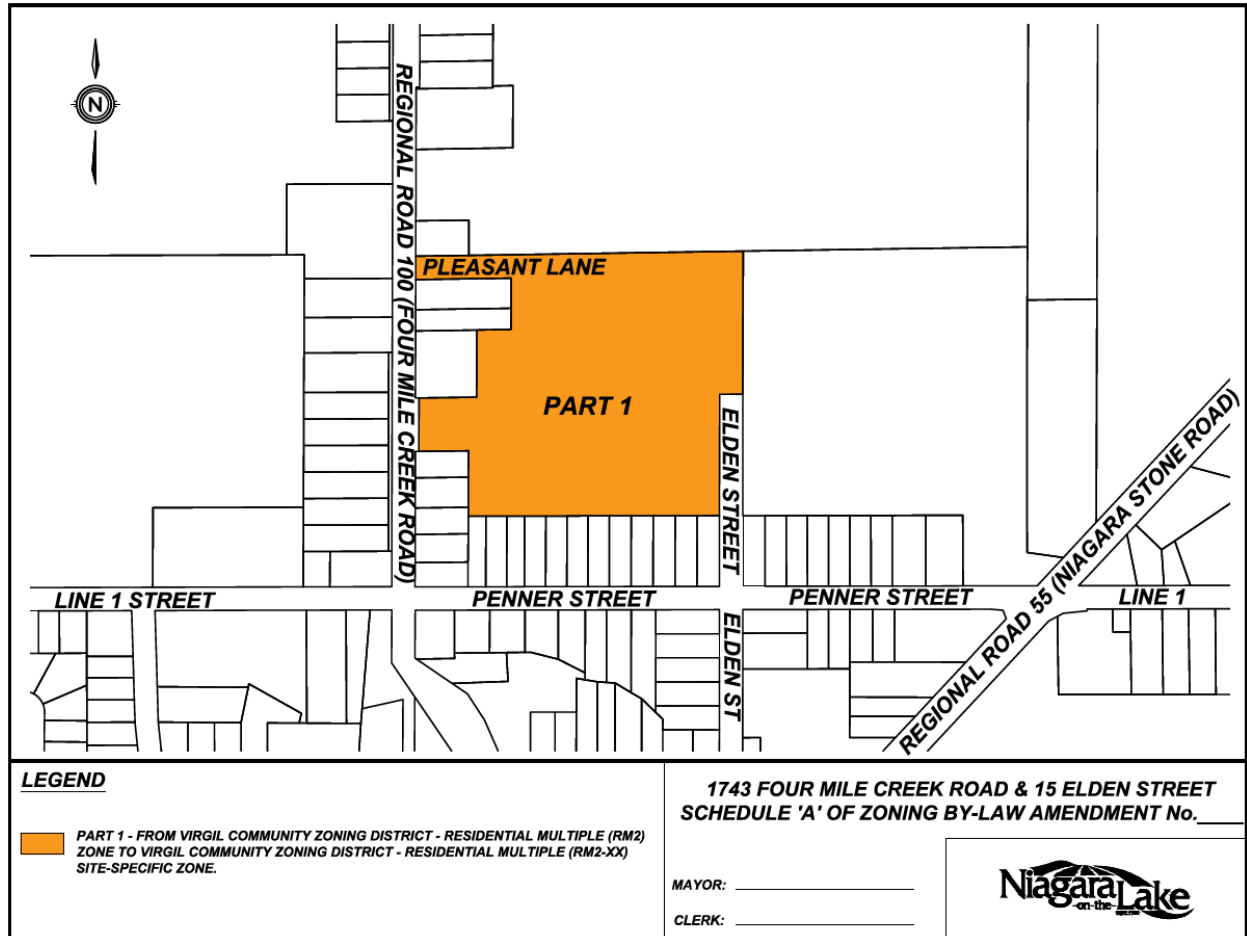 N
REGIONAL ROAD 100 (FOUR MILE CREEK ROAD)
PLEASANT LANE
PART 1
ELDEN STREET
REGIONAL ROAD 55 (NIAGARA STONE ROAD)
LINE 1 STREET
PENNER STREET
PENNER STREET
LINE 1
ELDEN ST
LEGEND
PART 1 - FROM VIRGIL COMMUNITY ZONING DISTRICT - RESIDENTIAL MULTIPLE (RM2)
ZONE TO VIRGIL COMMUNITY ZONING DISTRICT - RESIDENTIAL MULTIPLE (RM2-XX)
SITE-SPECIFIC ZONE.
1743 FOUR MILE CREEK ROAD & 15 ELDEN STREET
SCHEDULE 'A' OF ZONING BY-LAW AMENDMENT No.____
MAYOR:
CLERK:
Niagara Lake
-on-the-